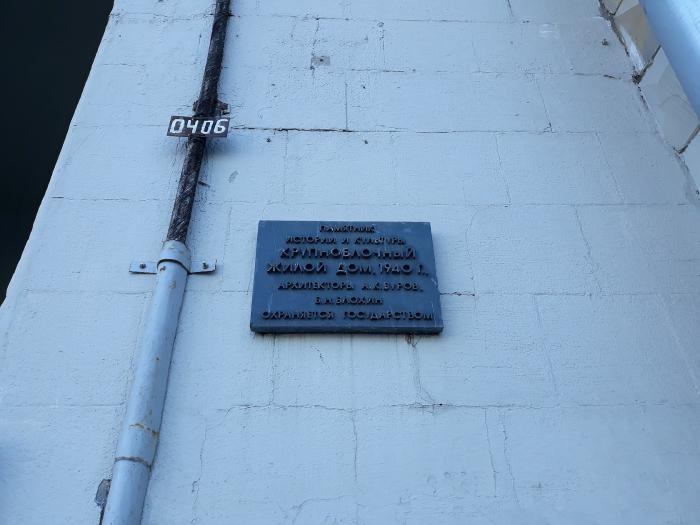 0406
ПАМЯТНИК
ИСТОРИИ И КУЛЬТУРЫ
КРУПНОБЛОЧНЫЙ
ЖИЛОЙ ДОМ, 1940 Г.
АРХИТЕКТОРЫ А.К.БУРОВ,
Б.Н.БЛОХИН
ОХРАНЯЕТСЯ ГОСУДАРСТВОМ